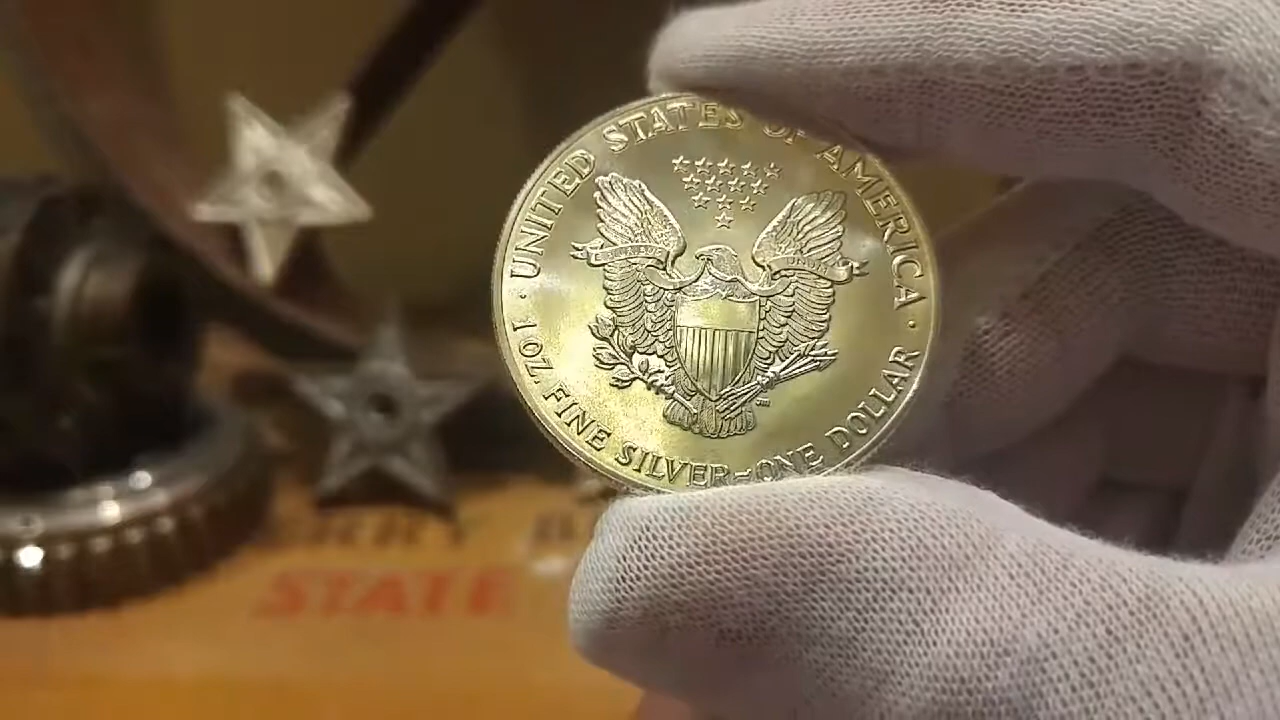 UNITED STATES OF AMERICA
1 OZ. FINE SILVER~ONE DOLLAR
STATE